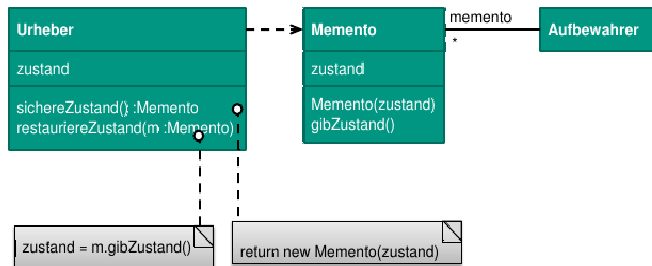 Urheber
zustand
sichereZustand() :Memento
restauriereZustand(m :Memento)
Memento
zustand
Memento(zustand)
gibZustand()
memento
*
Aufbewahrer
zustand = m.gibZustand()
return new Memento(zustand)